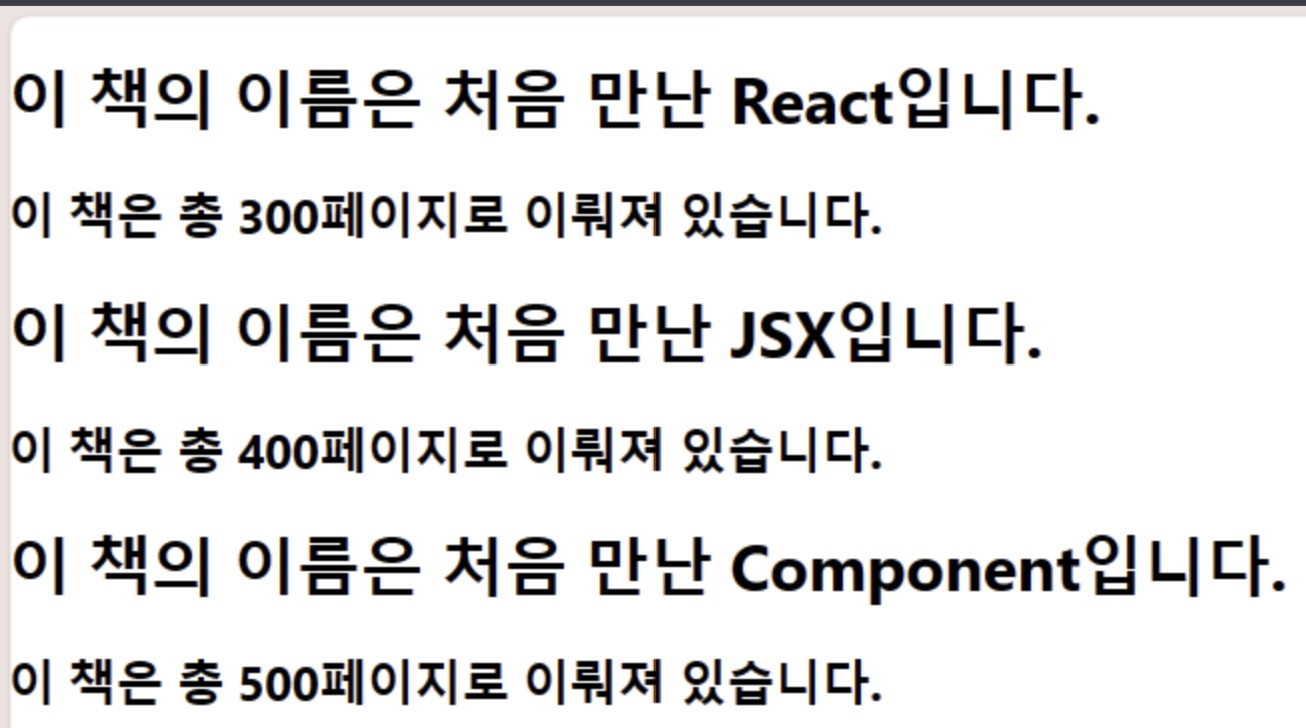 이 책의 이름은 처음 만난 React입니다.
이 책은 총 300페이지로 이뤄져 있습니다.
이 책의 이름은 처음 만난 JSX입니다.
이 책은 총 400페이지로 이뤄져 있습니다.
이 책의 이름은 처음 만난 Component입니다.
이 책은 총 500페이지로 이뤄져 있습니다.